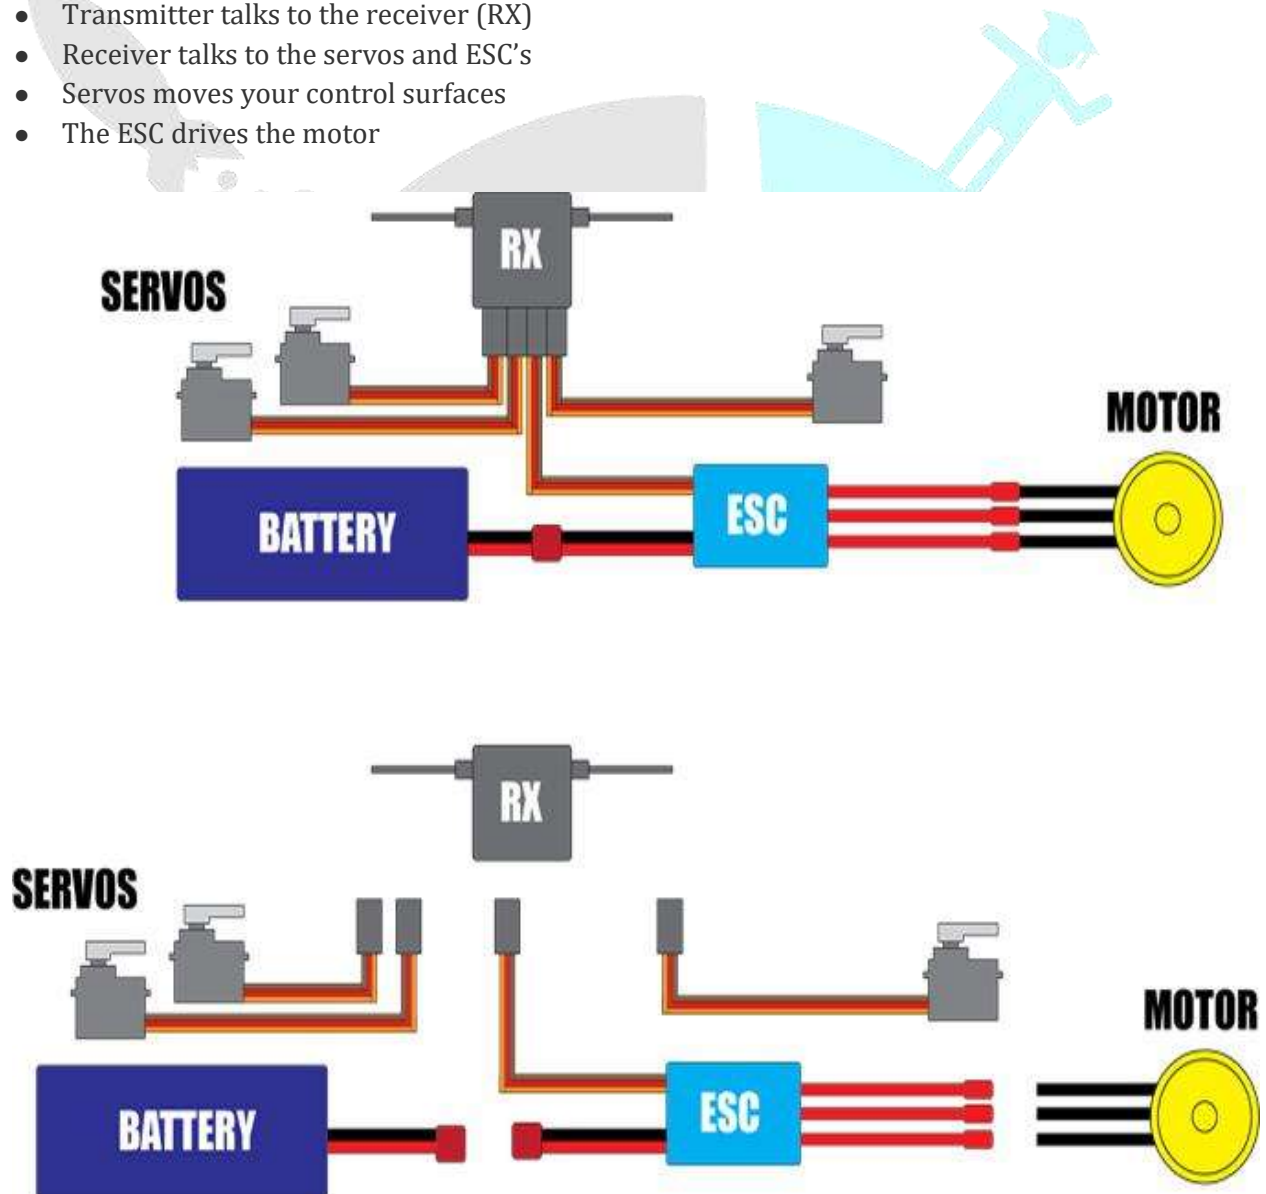 ● Transmitter talks to the receiver (RX)
● Receiver talks to the servos and ESC’s
● Servos moves your control surfaces
● The ESC drives the motor
RX
SERVOS
MOTOR
BATTERY
ESC
RX
SERVOS
MOTOR
BATTERY
ESC